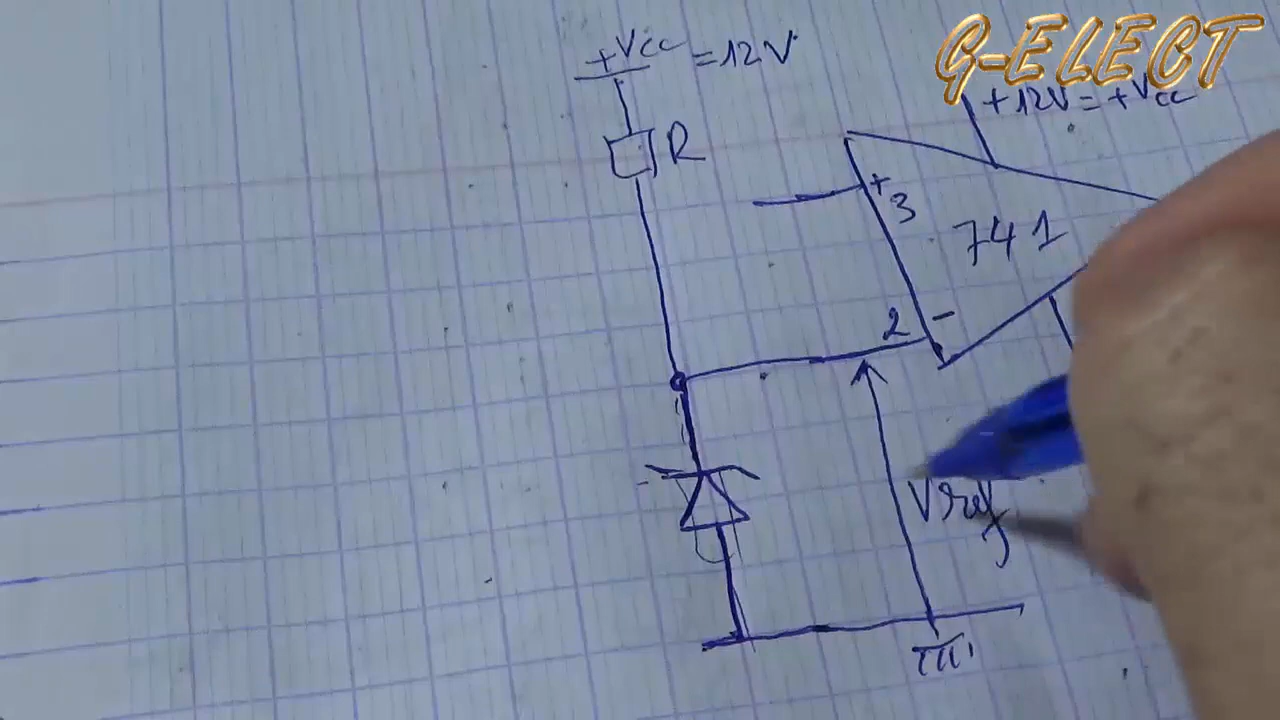 G-ELECT
+Vcc = 12V
+12V = +Vcc
R
+
3
741
2 -
Vref